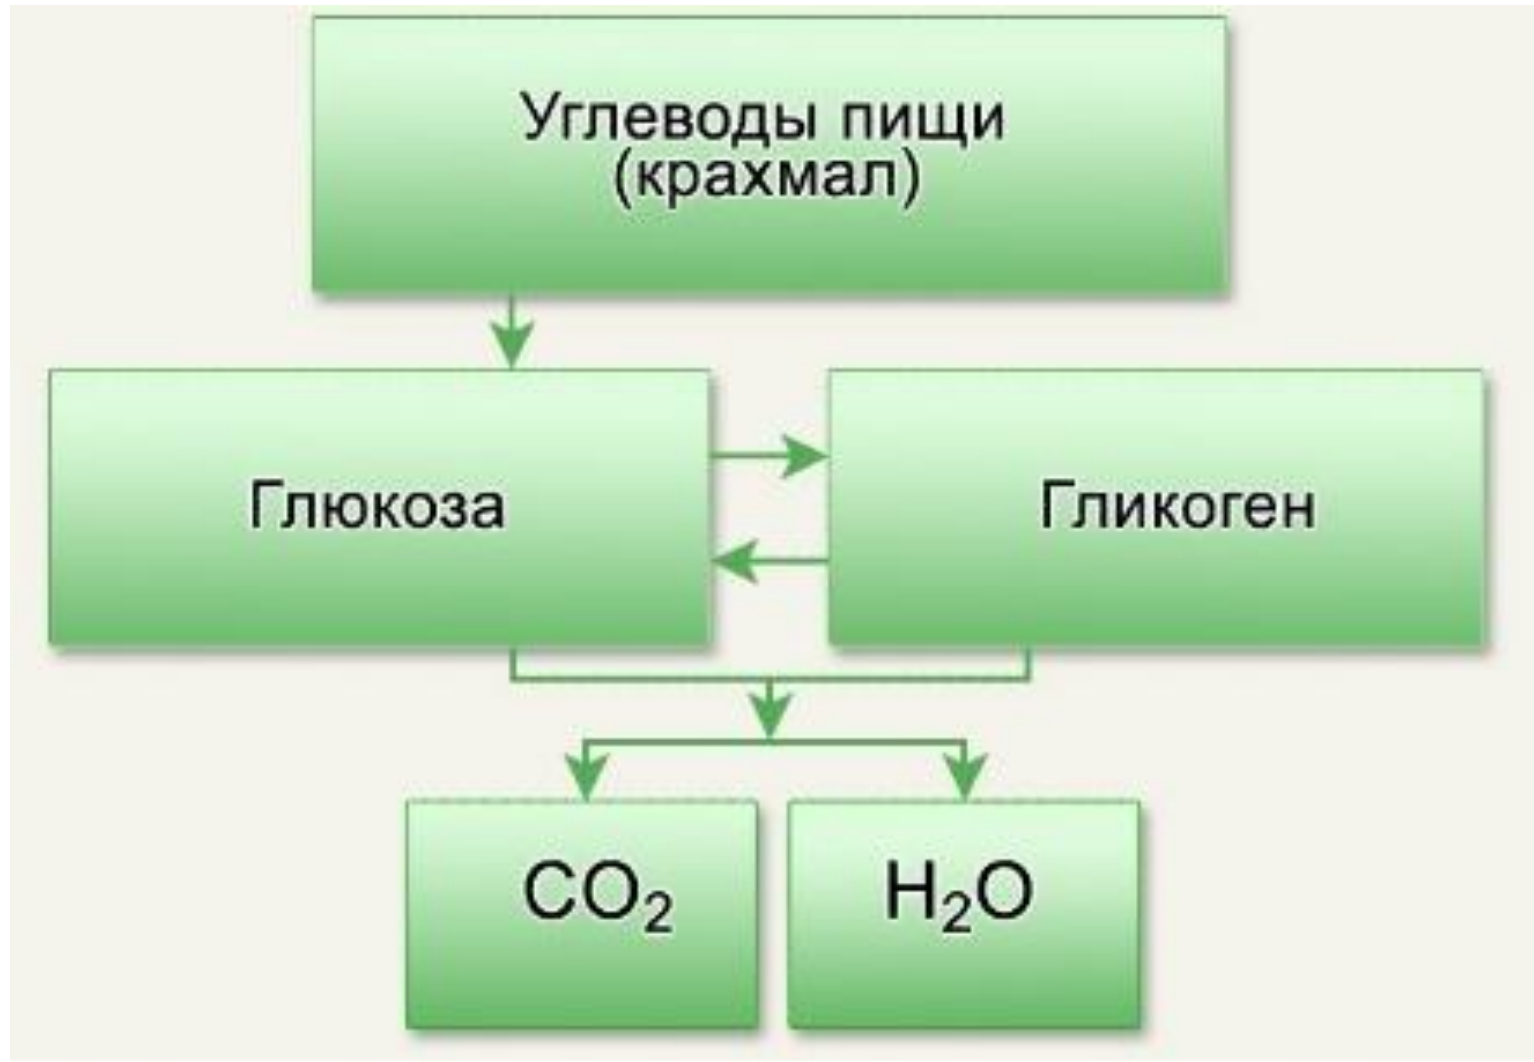 Углеводы пищи
(крахмал)
Глюкоза
Гликоген
CO₂
H₂O